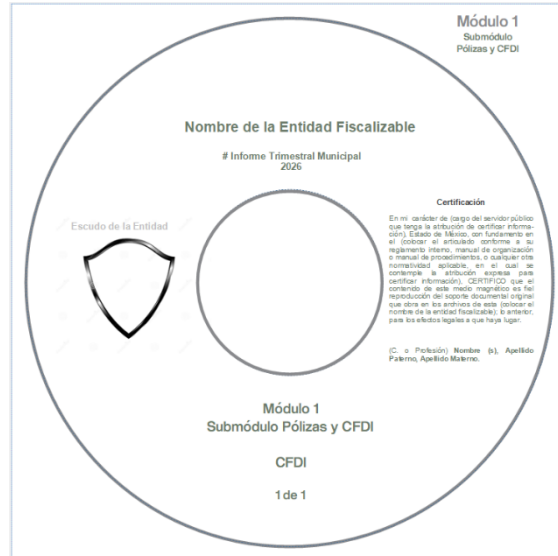 Módulo 1
Submódulo
Pólizas y CFDI
Nombre de la Entidad Fiscalizable
# Informe Trimestral Municipal
2026
Escudo de la Entidad
Certificación
En mi carácter de (cargo del servidor público
que tenga la atribución de certificar informa-
ción), Estado de México, con fundamento en
el (colocar el articulado conforme a su
reglamento interno, manual de organización
o manual de procedimientos, o cualquier otra
normatividad aplicable, en el cual se
contemple la atribución expresa para
certificar información), CERTIFICO que el
contenido de este medio magnético es fiel
reproducción del soporte documental original
que obra en los archivos de esta (colocar el
nombre de la entidad fiscalizable); lo anterior,
para los efectos legales a que haya lugar.
(C. o Profesión) Nombre (s), Apellido
Paterno, Apellido Materno.
Módulo 1
Submódulo Pólizas y CFDI
CFDI
1 de 1